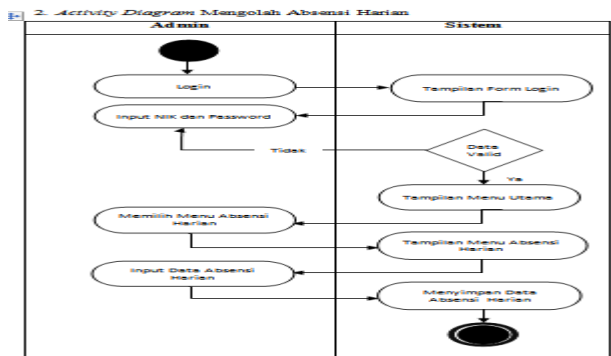 2. Activity Diagram Mengolah Absensi Harian
Admin
Sistem
Login
Tampilan Form Login
Input NIK dan Password
Data
Valid
Tidak
Ya
Tampilan Menu Utama
Memilih Menu Absensi
Harian
Tampilan Menu Absensi
Harian
Input Data Absensi
Harian
Menyimpan Data
Absensi Harian